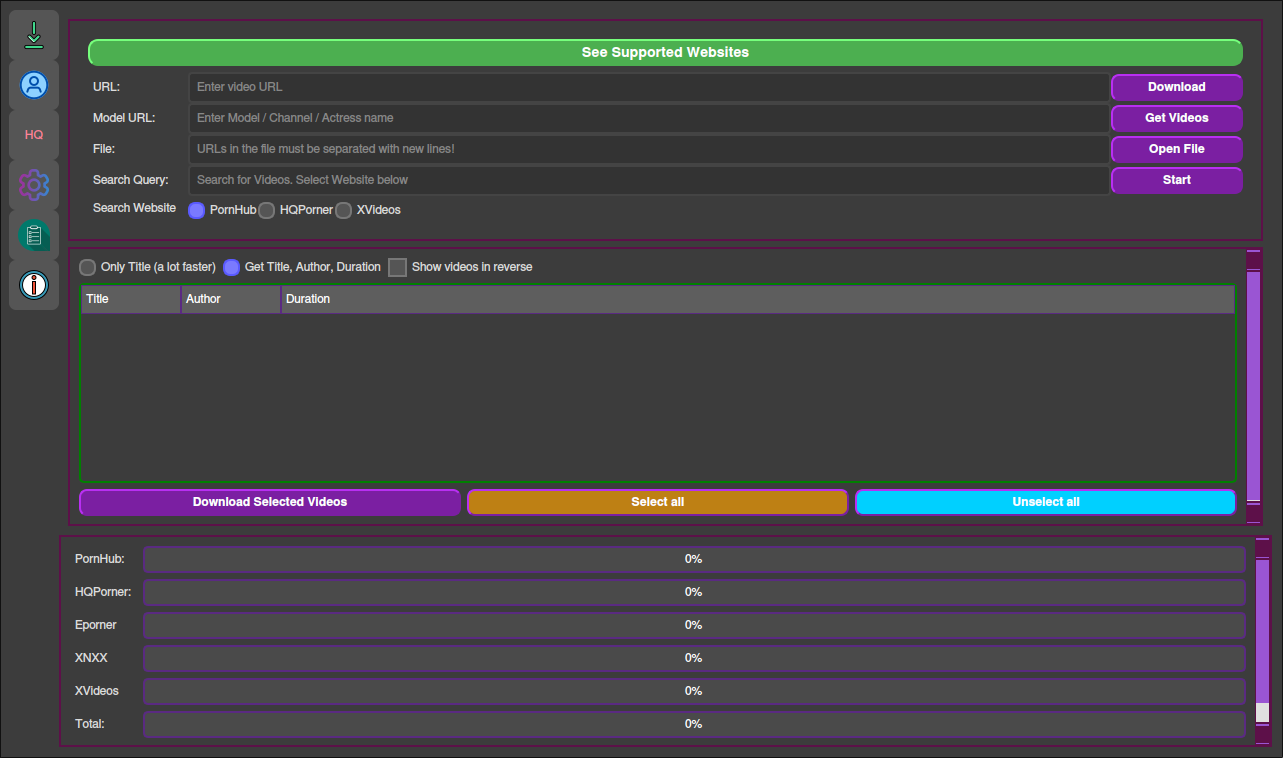 See Supported Websites
URL: Enter video URL Download
Model URL: Enter Model / Channel / Actress name Get Videos
HQ
File: URLs in the file must be separated with new lines! Open File
Search Query: Search for Videos. Select Website below Start
Search Website PornHub HQPorner XVideos
Only Title (a lot faster) Get Title, Author, Duration Show videos in reverse
Title Author Duration
Download Selected Videos Select all Unselect all
PornHub: 0%
HQPorner: 0%
Eporner 0%
XNXX 0%
XVideos 0%
Total: 0%